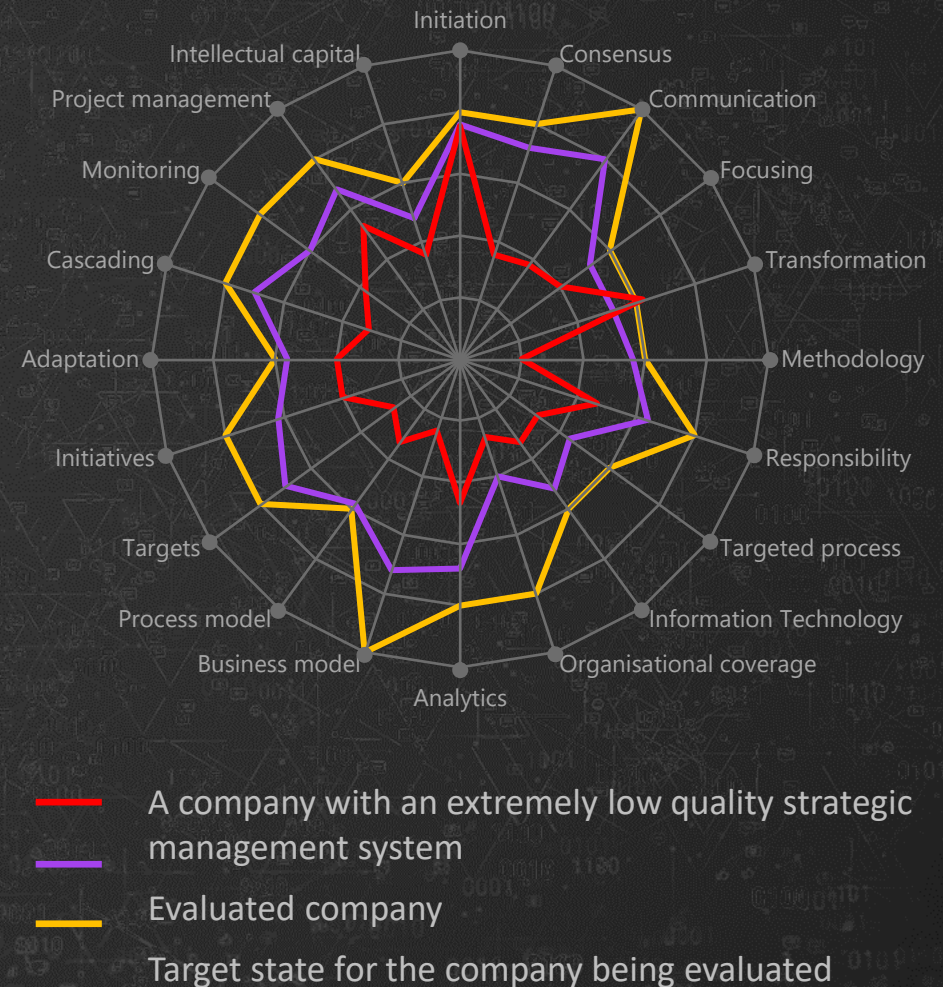 Initiation
Intellectual capital
Consensus
Project management
Communication
Monitoring
Focusing
Cascading
Transformation
Adaptation
Methodology
Initiatives
Responsibility
Targets
Targeted process
Process model
Information Technology
Business model
Organisational coverage
Analytics
A company with an extremely low quality strategic
management system
Evaluated company
Target state for the company being evaluated